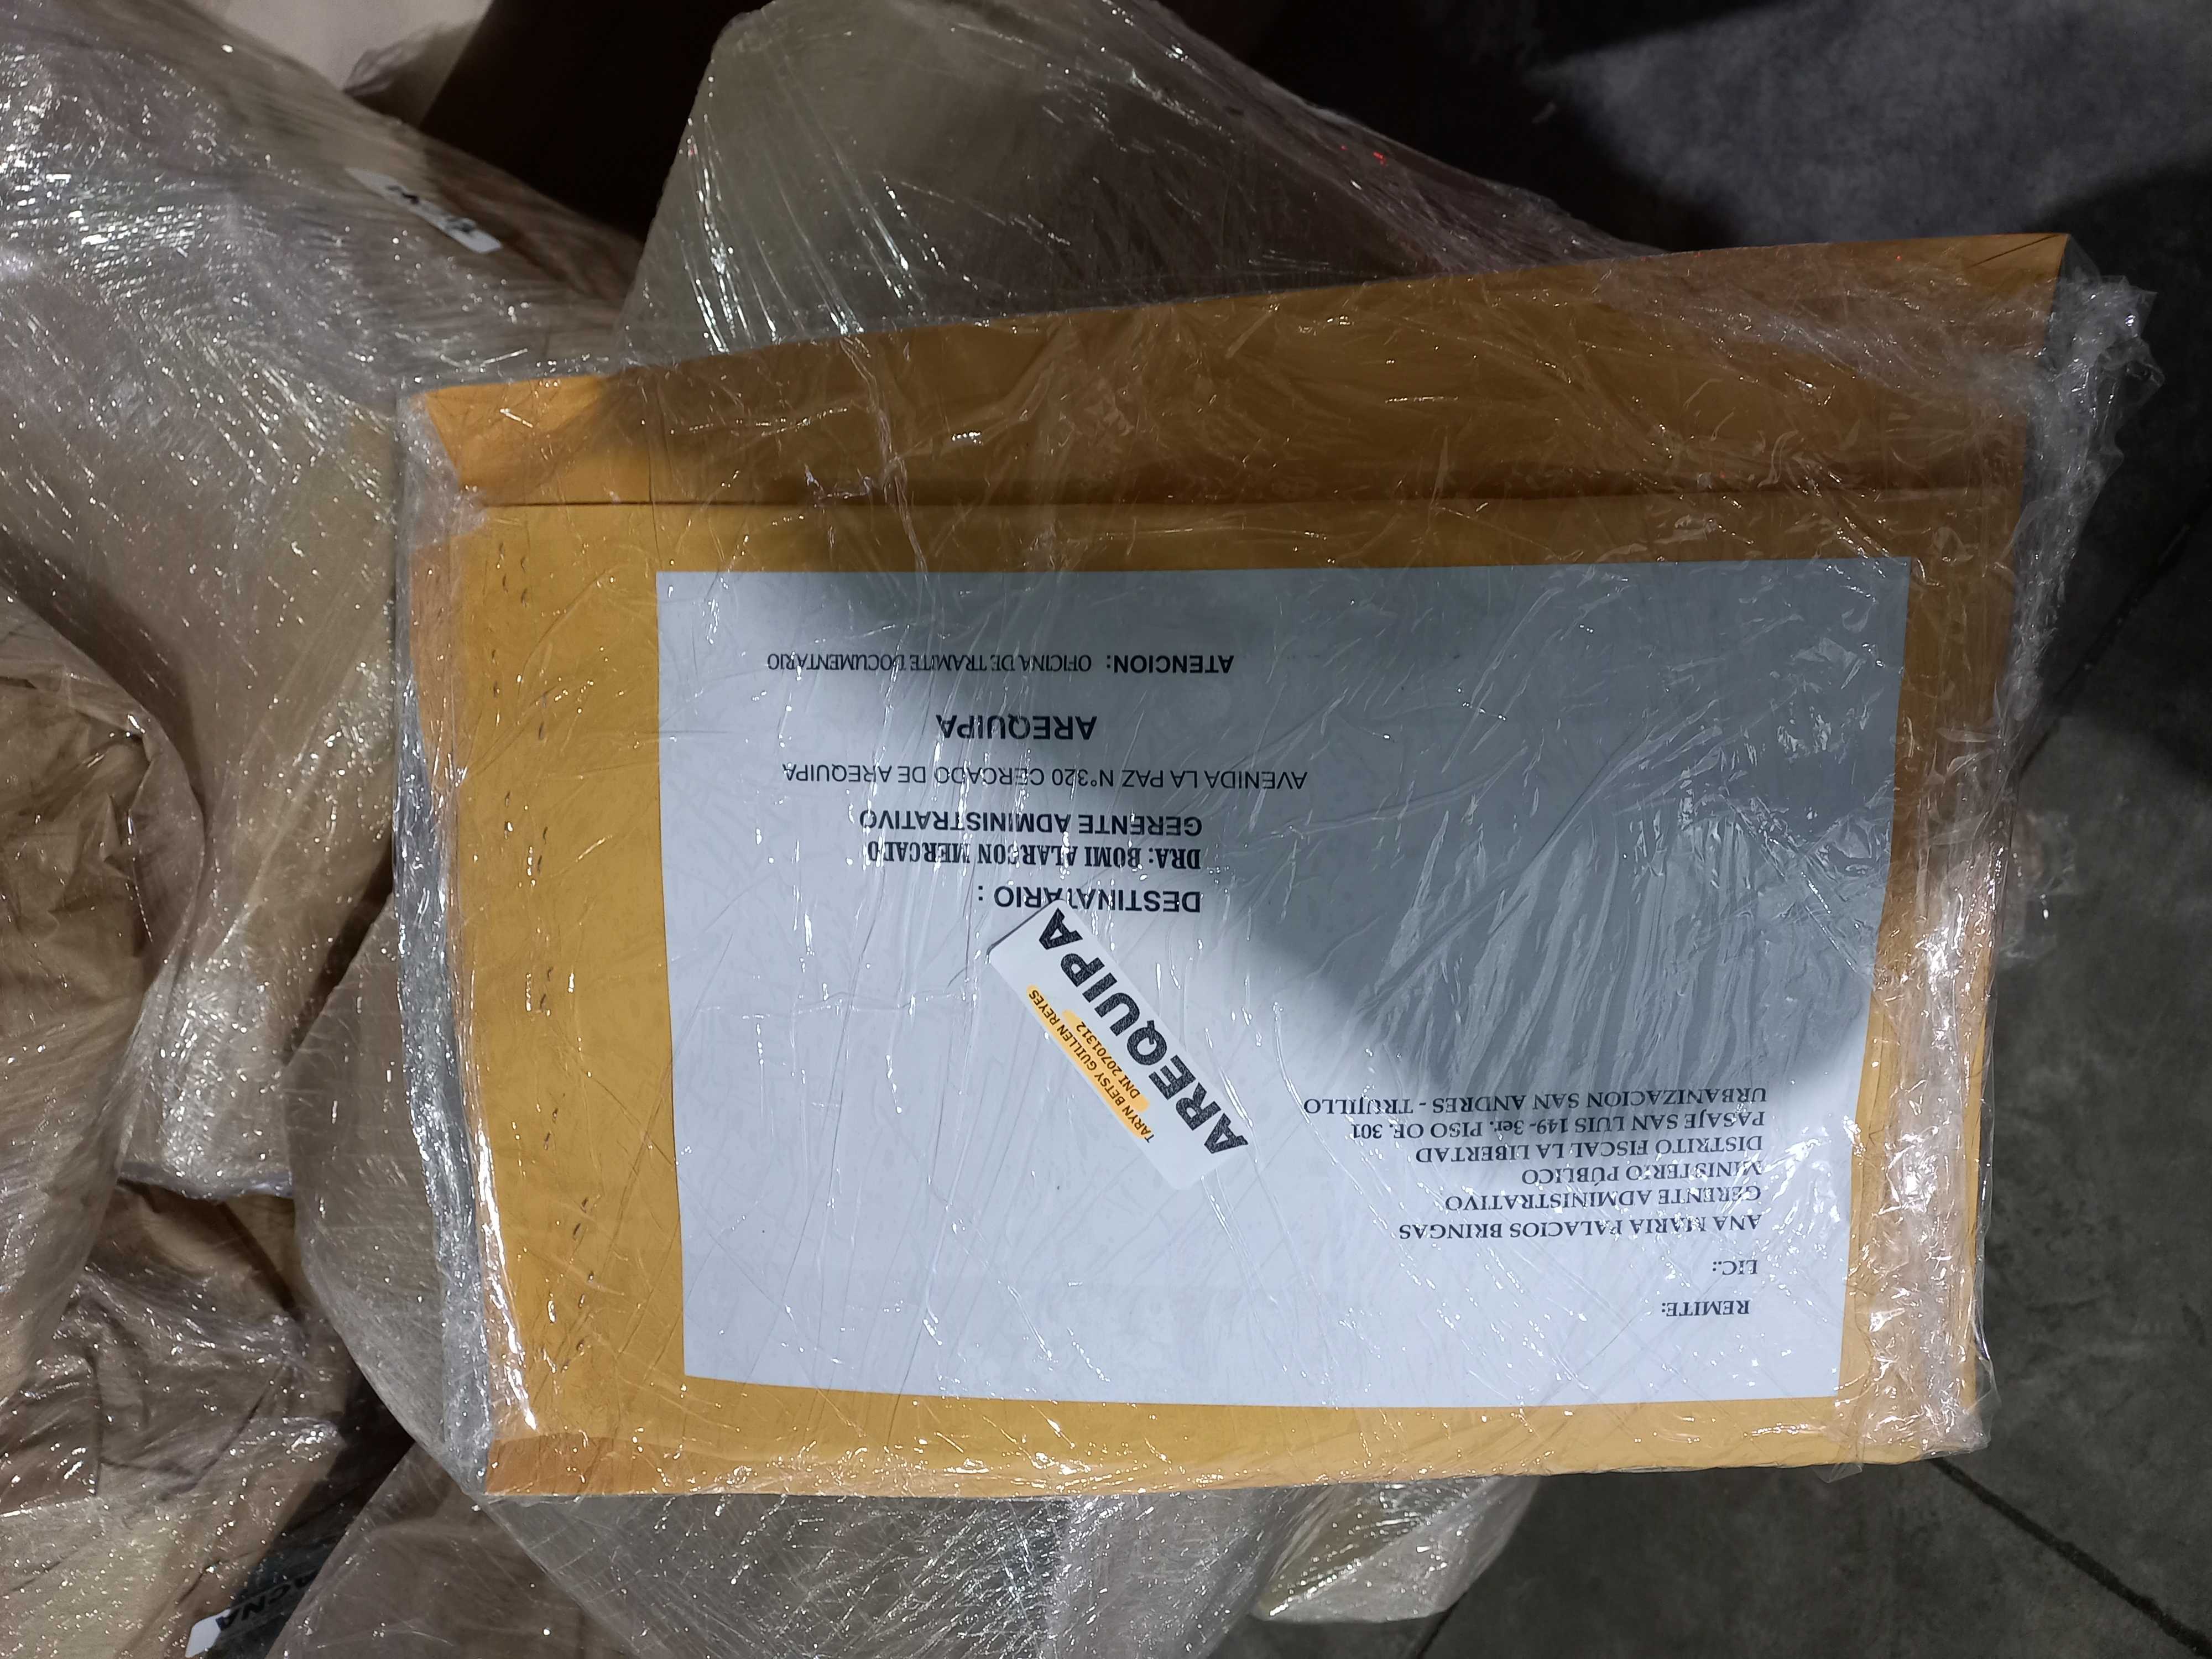 REMITE:
LIC.:
ANA MARIA PALACIOS BRINGAS
GERENTE ADMINISTRATIVO
MINISTERIO PÚBLICO
DISTRITO FISCAL LA LIBERTAD
PASAJE SAN LUIS 149- 3er. PISO OF. 301
URBANIZACION SAN ANDRES - TRUJILLO
AREQUIPA
TARYN BETSY GUILLEN REYES
DNI 20701312
DESTINATARIO :
DRA: BOMI ALARCON MERCADO
GERENTE ADMINISTRATIVO
AVENIDA LA PAZ N°320 CERCADO DE AREQUIPA
AREQUIPA
ATENCION: OFICINA DE TRAMITE DOCUMENTARIO